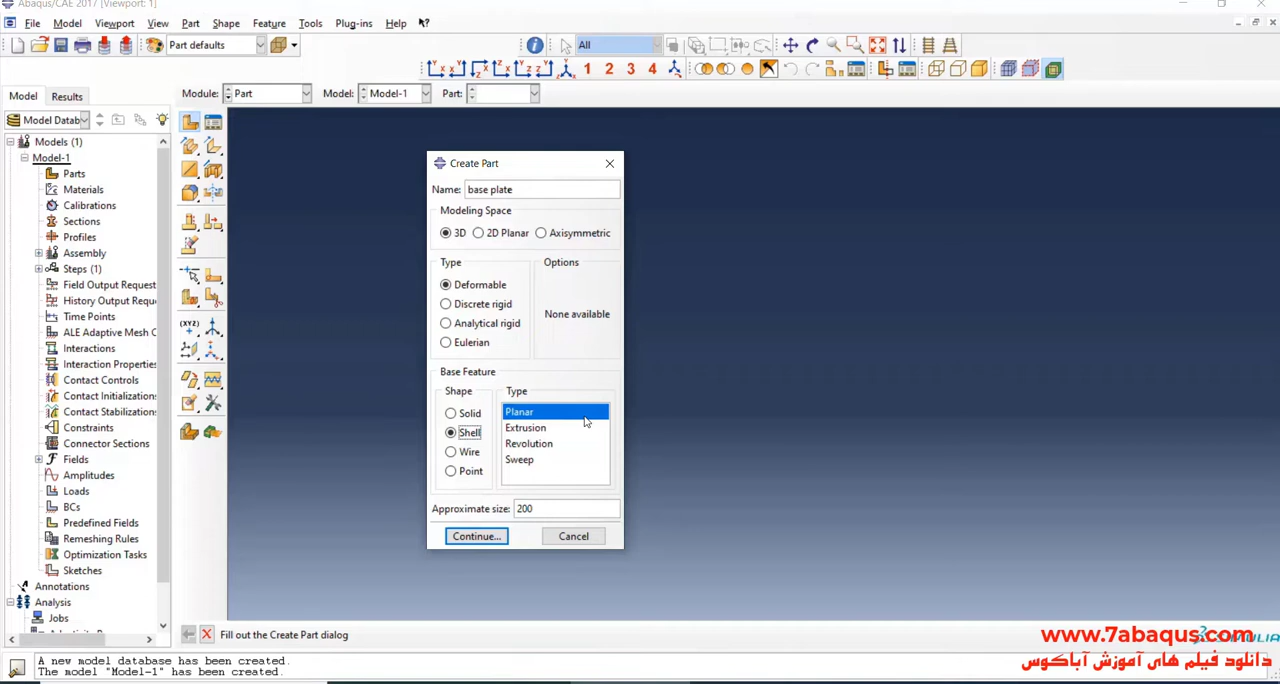 Abaqus/CAE 2017 [Viewport: 1]
File Model Viewport View Part Shape Feature Tools Plug-ins Help
Part defaults All
1 2 3 4
Model Results Module: Part Model: Model-1 Part:
Model Datab
Models (1)
Model-1
Parts
Materials
Calibrations
Sections
Profiles
Assembly
Steps (1)
Field Output Request
History Output Reque
Time Points
ALE Adaptive Mesh C
Interactions
Interaction Properties
Contact Controls
Contact Initializations
Contact Stabilizations
Constraints
Connector Sections
Fields
Amplitudes
Loads
BCs
Predefined Fields
Remeshing Rules
Optimization Tasks
Sketches
Annotations
Analysis
Jobs
(XYZ)
Create Part
Name: base plate
Modeling Space
3D 2D Planar Axisymmetric
Type Options
Deformable
Discrete rigid
Analytical rigid
Eulerian
None available
Base Feature
Shape Type
Solid
Shell
Wire
Point
Planar
Extrusion
Revolution
Sweep
Approximate size: 200
Continue... Cancel
Fill out the Create Part dialog
www.7abaqus.com
دانلود فیلم های آموزش آباکوس
A new model database has been created.
The model "Model-1" has been created.